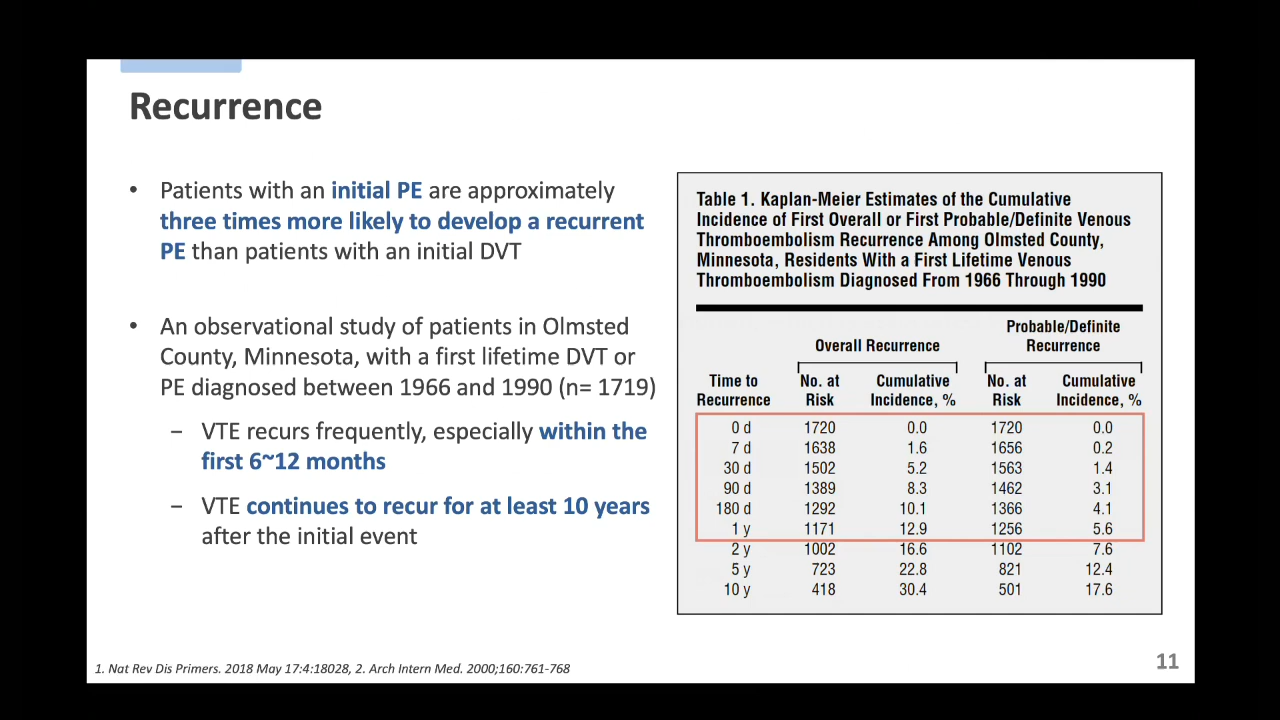 Recurrence
• Patients with an initial PE are approximately
three times more likely to develop a recurrent
PE than patients with an initial DVT
• An observational study of patients in Olmsted
County, Minnesota, with a first lifetime DVT or
PE diagnosed between 1966 and 1990 (n= 1719)
− VTE recurs frequently, especially within the
first 6~12 months
− VTE continues to recur for at least 10 years
after the initial event
Table 1. Kaplan-Meier Estimates of the Cumulative
Incidence of First Overall or First Probable/Definite Venous
Thromboembolism Recurrence Among Olmsted County,
Minnesota, Residents With a First Lifetime Venous
Thromboembolism Diagnosed From 1966 Through 1990
Probable/Definite
Overall Recurrence Recurrence
Time to No. at Cumulative No. at Cumulative
Recurrence Risk Incidence, % Risk Incidence, %
0 d 1720 0.0 1720 0.0
7 d 1638 1.6 1656 0.2
30 d 1502 5.2 1563 1.4
90 d 1389 8.3 1462 3.1
180 d 1292 10.1 1366 4.1
1 y 1171 12.9 1256 5.6
2 y 1002 16.6 1102 7.6
5 y 723 22.8 821 12.4
10 y 418 30.4 501 17.6
1. Nat Rev Dis Primers. 2018 May 17:4:18028, 2. Arch Intern Med. 2000;160:761-768
11